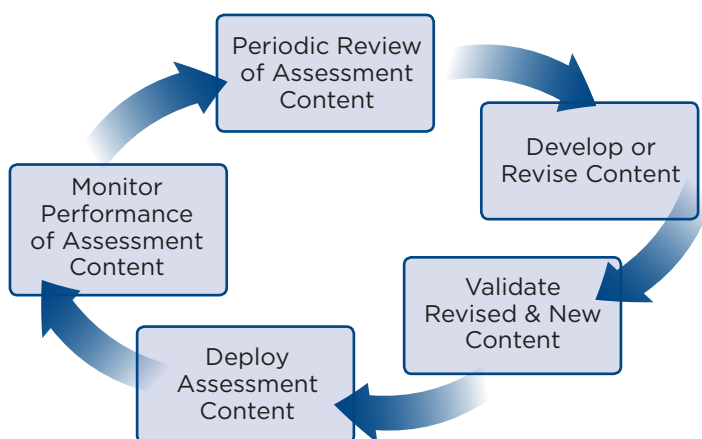 Periodic Review
of Assessment
Content
Develop or
Revise Content
Validate
Revised & New
Content
Deploy
Assessment
Content
Monitor
Performance
of Assessment
Content